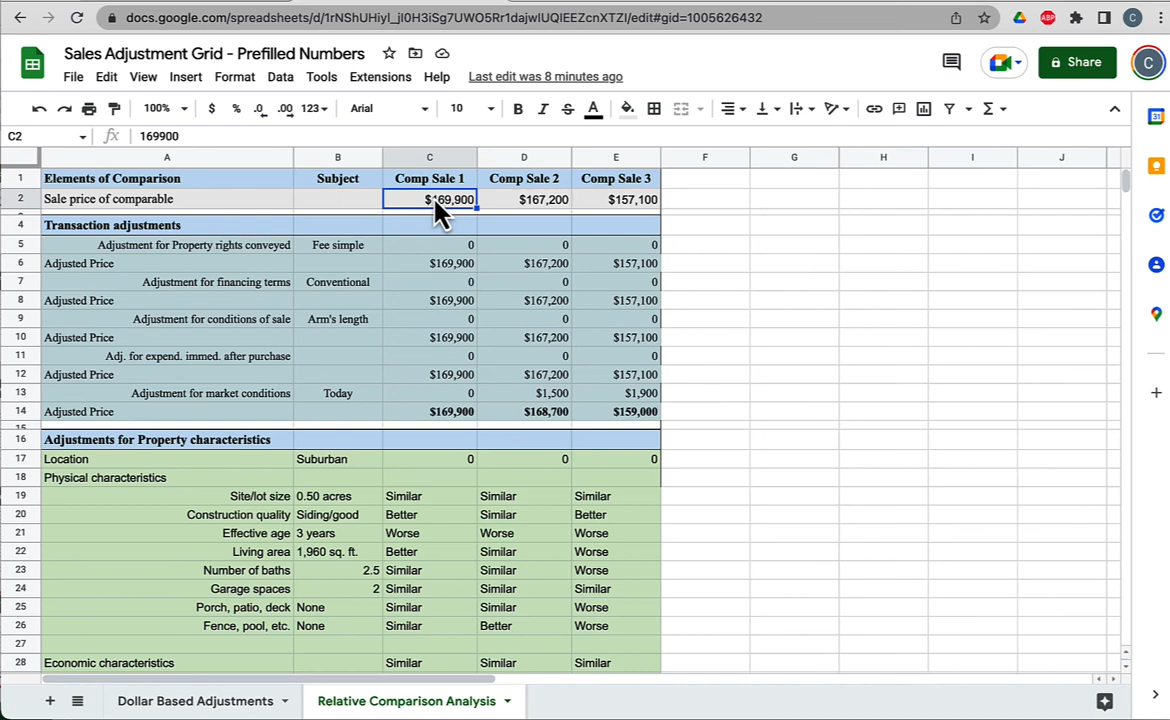 docs.google.com/spreadsheets/d/1rNShUHiyl_jI0H3iSg7UWO5Rr1dajwIUQIEEZcnXTZI/edit#gid=1005626432
ABP
Sales Adjustment Grid - Prefilled Numbers
File Edit View Insert Format Data Tools Extensions Help Last edit was 8 minutes ago
Share
C
100% $ % .0 .00 123 Arial 10 B I S A
C2 fx 169900
A B C D E F G H I J
1 Elements of Comparison Subject Comp Sale 1 Comp Sale 2 Comp Sale 3
2 Sale price of comparable $169,900 $167,200 $157,100
4 Transaction adjustments
5 Adjustment for Property rights conveyed Fee simple 0 0 0
6 Adjusted Price $169,900 $167,200 $157,100
7 Adjustment for financing terms Conventional 0 0 0
8 Adjusted Price $169,900 $167,200 $157,100
9 Adjustment for conditions of sale Arm's length 0 0 0
10 Adjusted Price $169,900 $167,200 $157,100
11 Adj. for expend. immed. after purchase 0 0 0
12 Adjusted Price $169,900 $167,200 $157,100
13 Adjustment for market conditions Today 0 $1,500 $1,900
14 Adjusted Price $169,900 $168,700 $159,000
15
16 Adjustments for Property characteristics
17 Location Suburban 0 0 0
18 Physical characteristics
19 Site/lot size 0.50 acres Similar Similar Similar
20 Construction quality Siding/good Better Similar Better
21 Effective age 3 years Worse Worse Worse
22 Living area 1,960 sq. ft. Better Similar Worse
23 Number of baths 2.5 Similar Similar Worse
24 Garage spaces 2 Similar Similar Similar
25 Porch, patio, deck None Similar Similar Worse
26 Fence, pool, etc. None Similar Better Worse
27
28 Economic characteristics Similar Similar Similar
Dollar Based Adjustments Relative Comparison Analysis
31